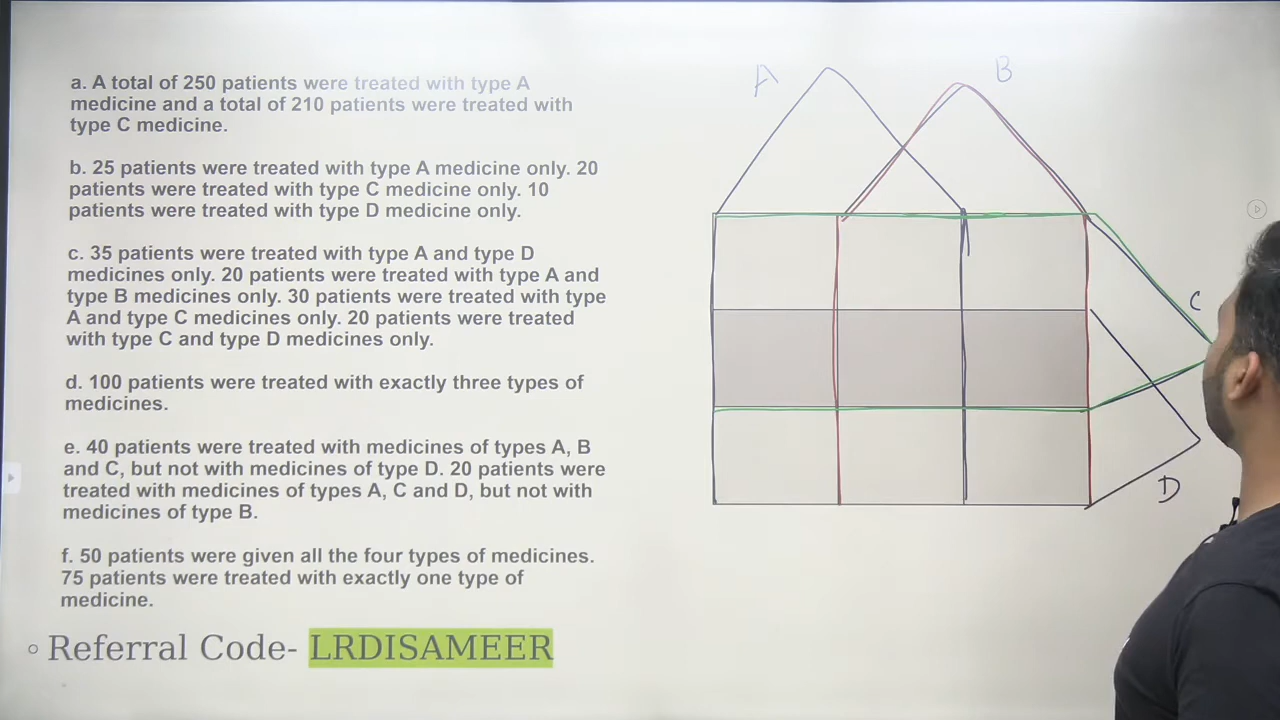 a. A total of 250 patients were treated with type A
medicine and a total of 210 patients were treated with
type C medicine.
b. 25 patients were treated with type A medicine only. 20
patients were treated with type C medicine only. 10
patients were treated with type D medicine only.
c. 35 patients were treated with type A and type D
medicines only. 20 patients were treated with type A and
type B medicines only. 30 patients were treated with type
A and type C medicines only. 20 patients were treated
with type C and type D medicines only.
d. 100 patients were treated with exactly three types of
medicines.
e. 40 patients were treated with medicines of types A, B
and C, but not with medicines of type D. 20 patients were
treated with medicines of types A, C and D, but not with
medicines of type B.
f. 50 patients were given all the four types of medicines.
75 patients were treated with exactly one type of
medicine.
Referral Code- LRDISAMEER
A
B
C
D